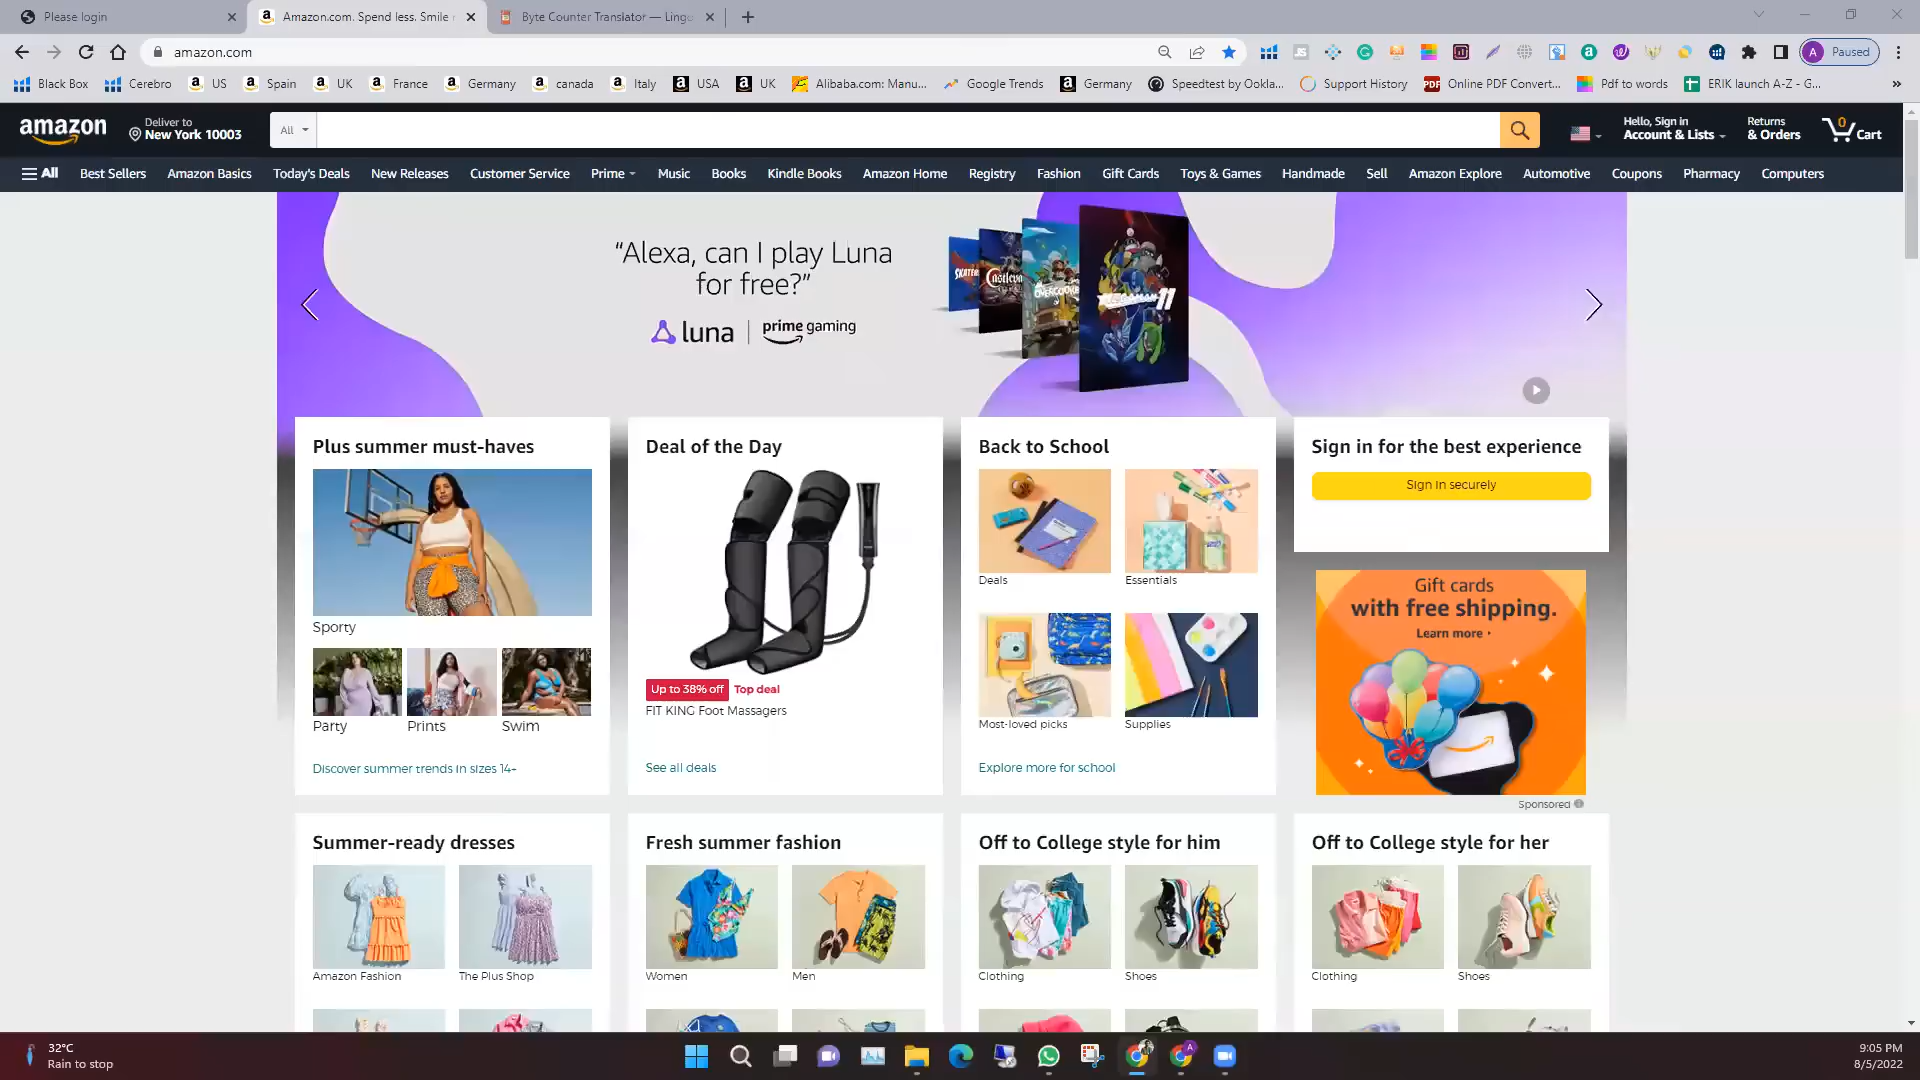 Please login
Amazon.com. Spend less. Smile
Byte Counter Translator — Lingo
amazon.com
A Paused
Black Box
Cerebro
US
Spain
UK
France
Germany
canada
Italy
USA
UK
Alibaba.com: Manu...
Google Trends
Germany
Speedtest by Ookla...
Support History
Online PDF Convert...
Pdf to words
ERIK launch A-Z - G...
»
amazon
Deliver to
New York 10003
All
Hello, Sign in
Account & Lists
Returns
& Orders
0
Cart
All
Best Sellers
Amazon Basics
Today's Deals
New Releases
Customer Service
Prime
Music
Books
Kindle Books
Amazon Home
Registry
Fashion
Gift Cards
Toys & Games
Handmade
Sell
Amazon Explore
Automotive
Coupons
Pharmacy
Computers
“Alexa, can I play Luna
for free?”
luna | prime gaming
SKATE
Castleva
OVERCOOKED
11
Plus summer must-haves
Sporty
Party
Prints
Swim
Discover summer trends in sizes 14+
Deal of the Day
Up to 38% off Top deal
FIT KING Foot Massagers
See all deals
Back to School
Deals
Essentials
Most-loved picks
Supplies
Explore more for school
Sign in for the best experience
Sign in securely
Gift cards
with free shipping.
Learn more
Sponsored
Summer-ready dresses
Amazon Fashion
The Plus Shop
Fresh summer fashion
Women
Men
Off to College style for him
Clothing
Shoes
Off to College style for her
Clothing
Shoes
32°C
Rain to stop
9:05 PM
8/5/2022